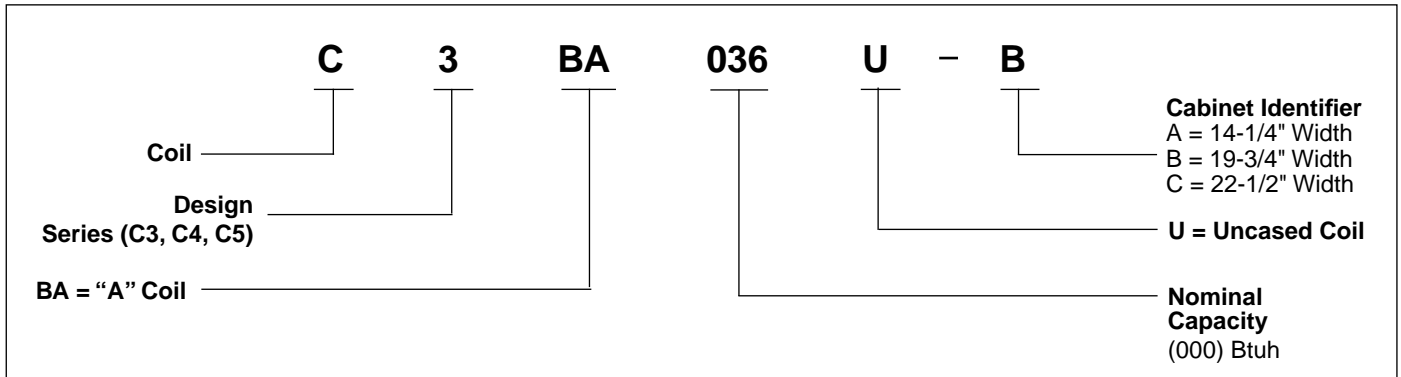 C 3 BA 036 U – B
Coil
Design
Series (C3, C4, C5)
BA = “A” Coil
Cabinet Identifier
A = 14-1/4" Width
B = 19-3/4" Width
C = 22-1/2" Width
U = Uncased Coil
Nominal
Capacity
(000) Btuh